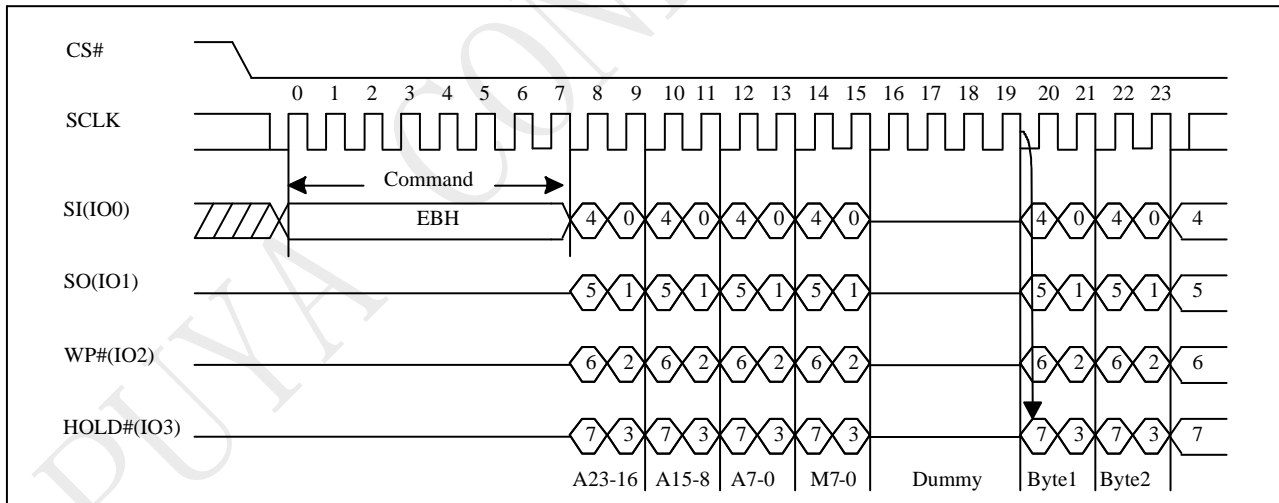 CS#
0 1 2 3 4 5 6 7 8 9 10 11 12 13 14 15 16 17 18 19 20 21 22 23
SCLK
Command
SI(IO0) EBH 4 0 4 0 4 0 4 0 4 0 4 0 4
SO(IO1) 5 1 5 1 5 1 5 1 5 1 5 1 5
WP#(IO2) 6 2 6 2 6 2 6 2 6 2 6 2 6
HOLD#(IO3) 7 3 7 3 7 3 7 3 7 3 7 3 7
A23-16 A15-8 A7-0 M7-0 Dummy Byte1 Byte2
PUYA CON